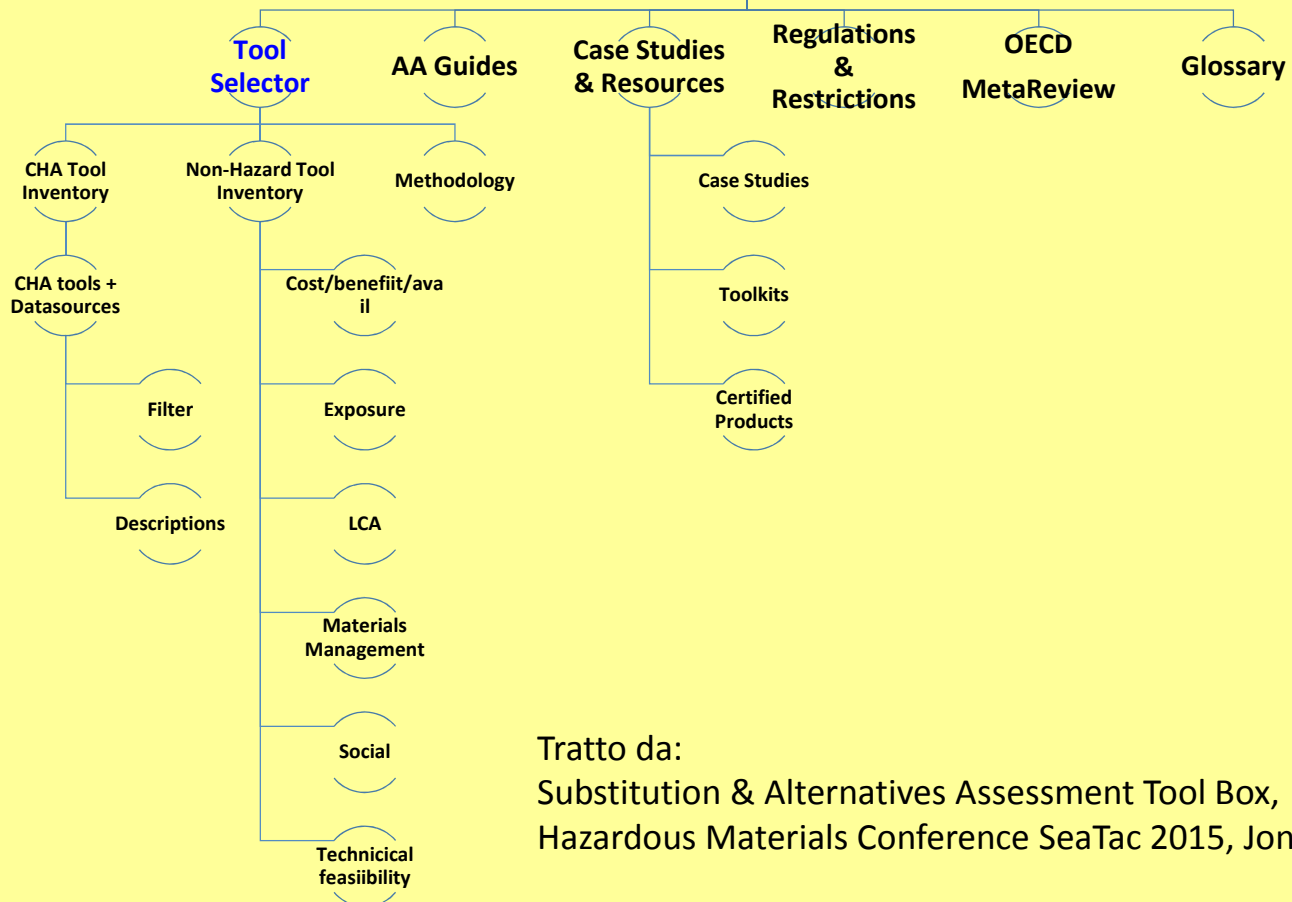 Tool
Selector
AA Guides
Case Studies
& Resources
Regulations
&
Restrictions
OECD
MetaReview
Glossary
CHA Tool
Inventory
Non-Hazard Tool
Inventory
Methodology
Case Studies
CHA tools +
Datasources
Cost/benefiit/ava
il
Toolkits
Filter
Exposure
Certified
Products
Descriptions
LCA
Materials
Management
Social
Technicical
feasiibility
Tratto da:
Substitution & Alternatives Assessment Tool Box,
Hazardous Materials Conference SeaTac 2015, Jon